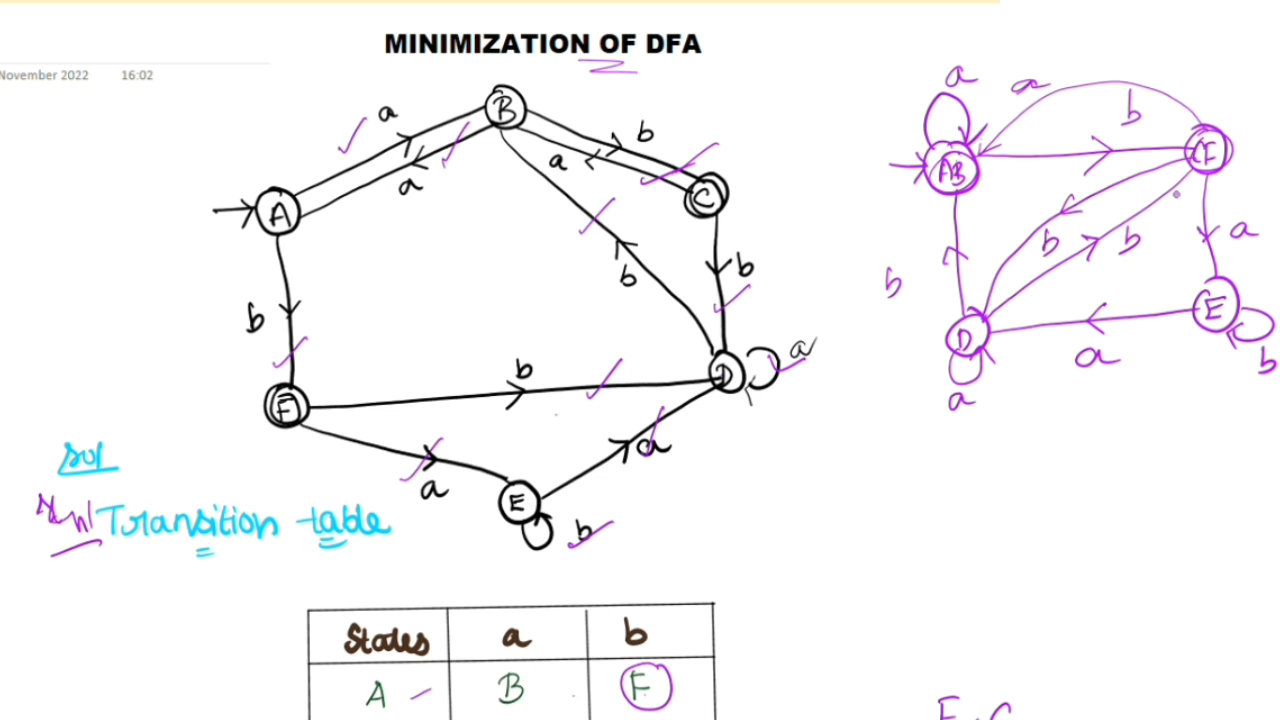 MINIMIZATION OF DFA
November 2022 16:02
a
a
A
B
b
a
C
b
b
b
F
b
D
a
a
a
E
b
a
a
b
AB
CF
b
b
a
b
D
a
a
E
b
sol
Transition table
States a b
A B F